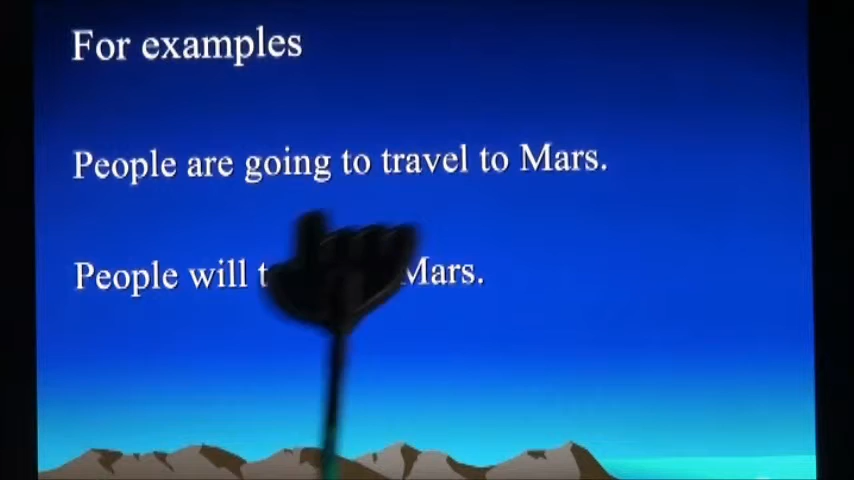 For examples
People are going to travel to Mars.
People will Mars.